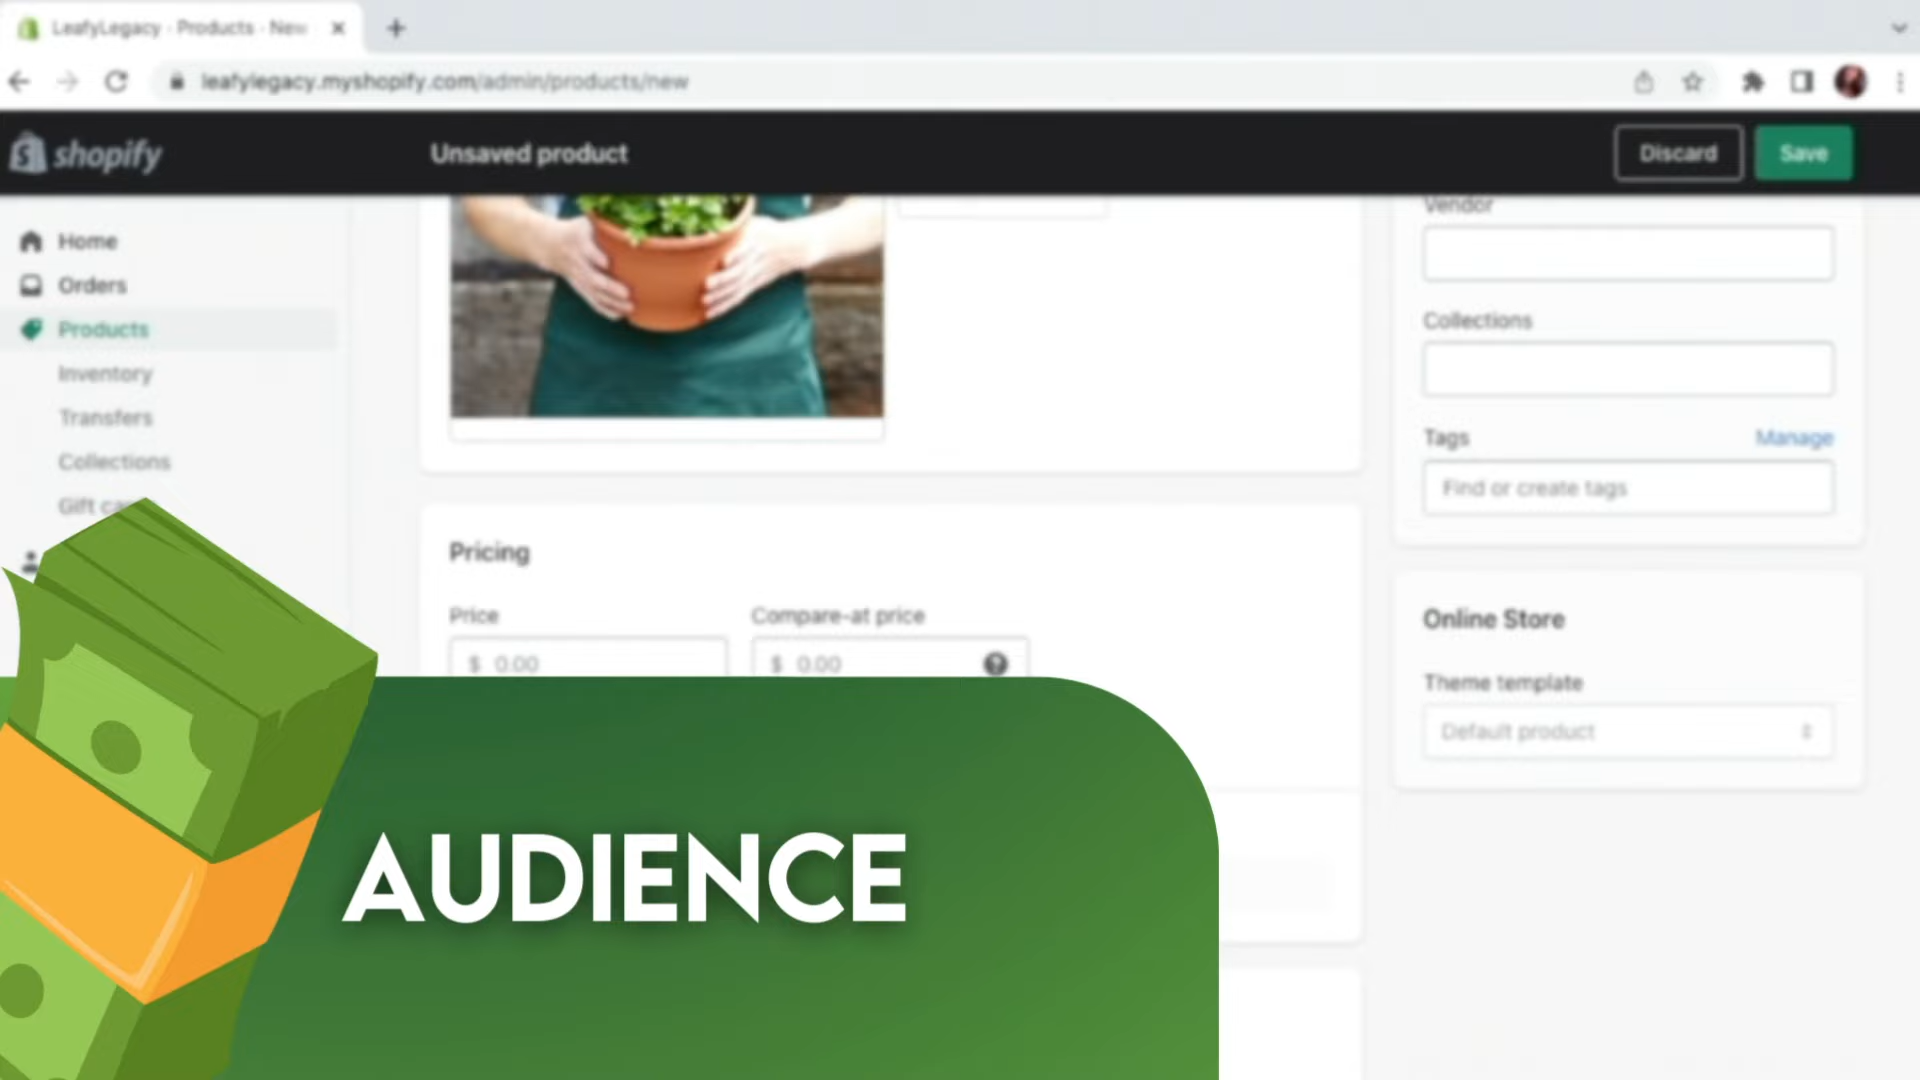 LeafyLegacy · Products · New
leafylegacy.myshopify.com/admin/products/new
shopify
Unsaved product
Discard
Save
Home
Orders
Products
Inventory
Transfers
Collections
Gift
Vendor
Collections
Tags
Manage
Find or create tags
Pricing
Price
Compare-at price
$ 0.00
$ 0.00
Online Store
Theme template
Default product
AUDIENCE